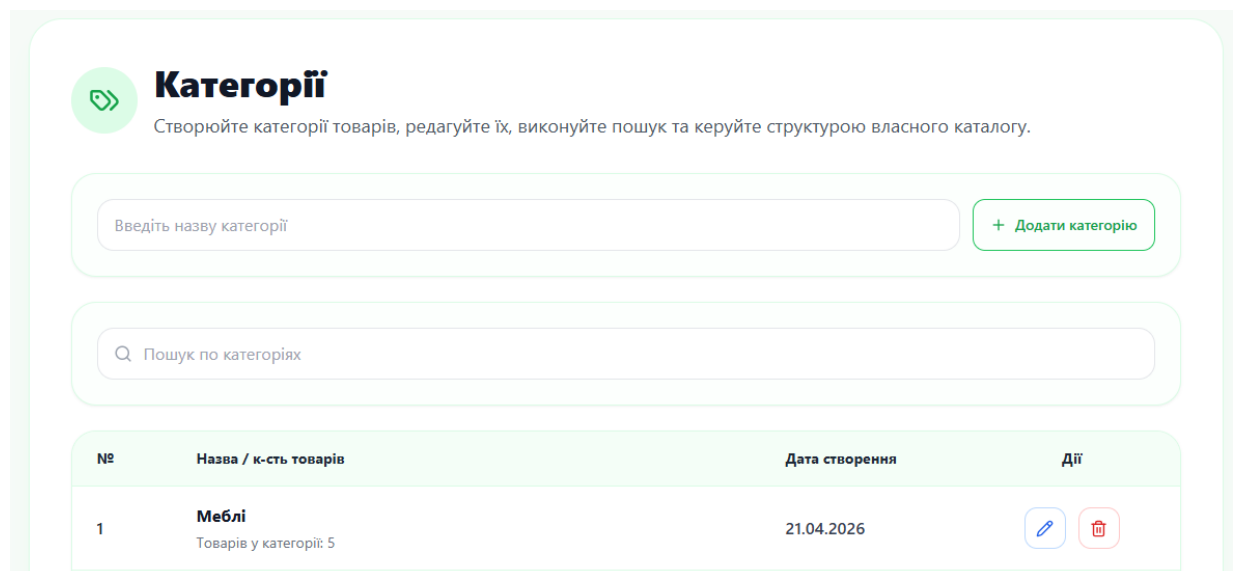 Категорії
Створюйте категорії товарів, редагуйте їх, виконуйте пошук та керуйте структурою власного каталогу.
Введіть назву категорії
+ Додати категорію
Пошук по категоріях
№ Назва / к-сть товарів Дата створення Дії
1 Меблі 21.04.2026
Товарів у категорії: 5